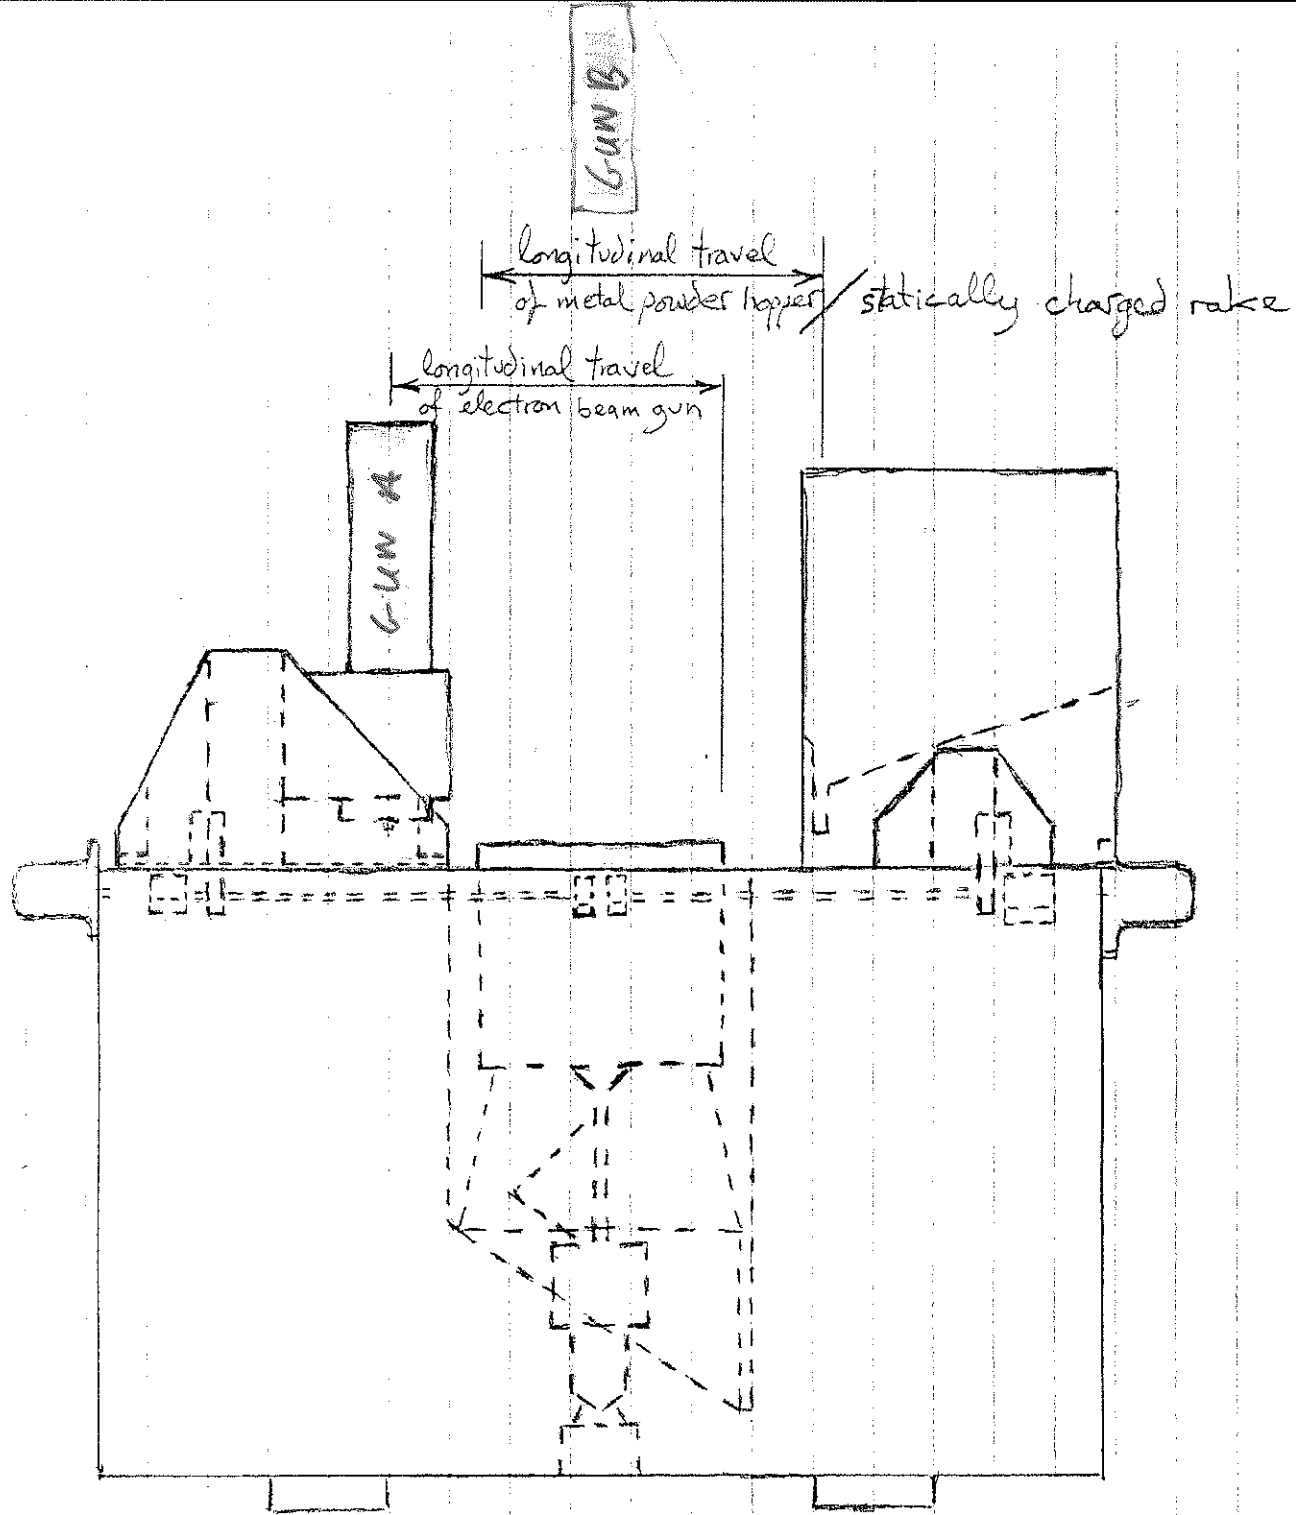 GUN B
longitudinal travel
of metal powder hopper/statically charged rake
longitudinal travel
of electron beam gun
GUN A